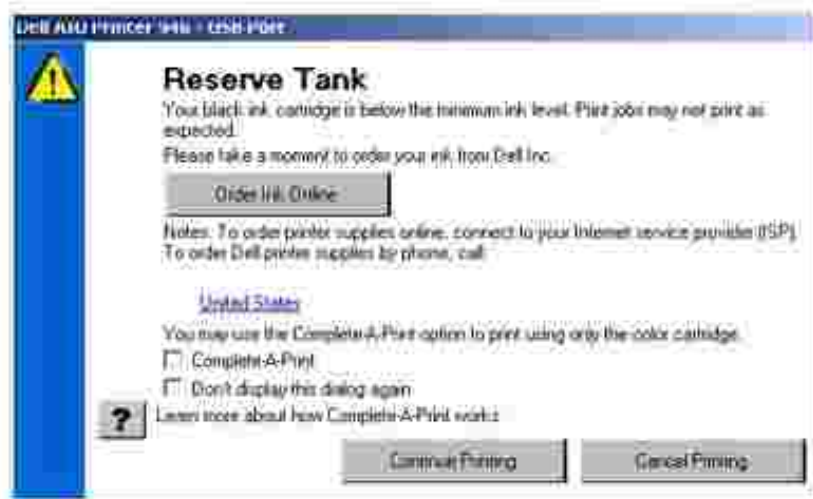 Dell AIO Printer 946 - USB Port
Reserve Tank
Your black ink cartridge is below the minimum ink level. Print jobs may not print as
expected.
Please take a moment to order your ink from Dell Inc.
Order Ink Online
Notes: To order printer supplies online, connect to your Internet service provider (ISP).
To order Dell printer supplies by phone, call:
United States
You may use the Complete-A-Print option to print using only the color cartridge.
Complete-A-Print
Don't display this dialog again
? Learn more about how Complete-A-Print works
Continue Printing
Cancel Printing